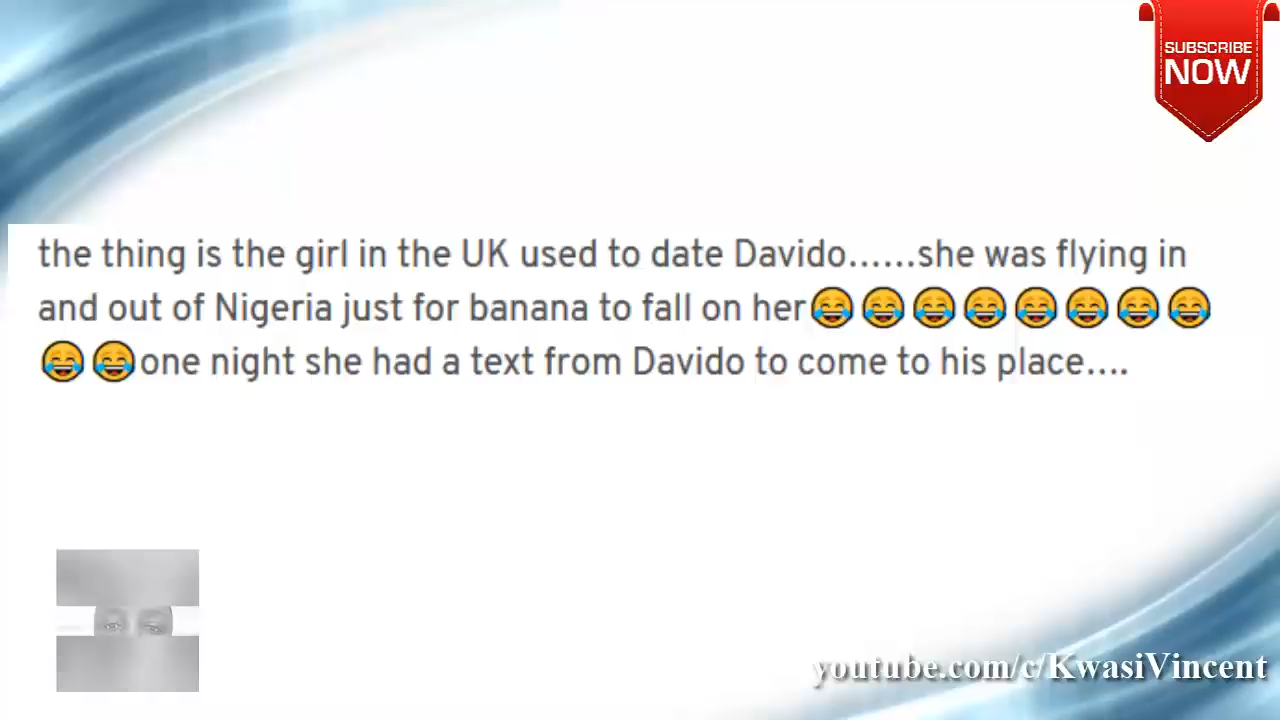 SUBSCRIBE
NOW
the thing is the girl in the UK used to date Davido......she was flying in
and out of Nigeria just for banana to fall on her😂😂😂😂😂😂😂😂
😂😂one night she had a text from Davido to come to his place....
youtube.com/c/KwasiVincent